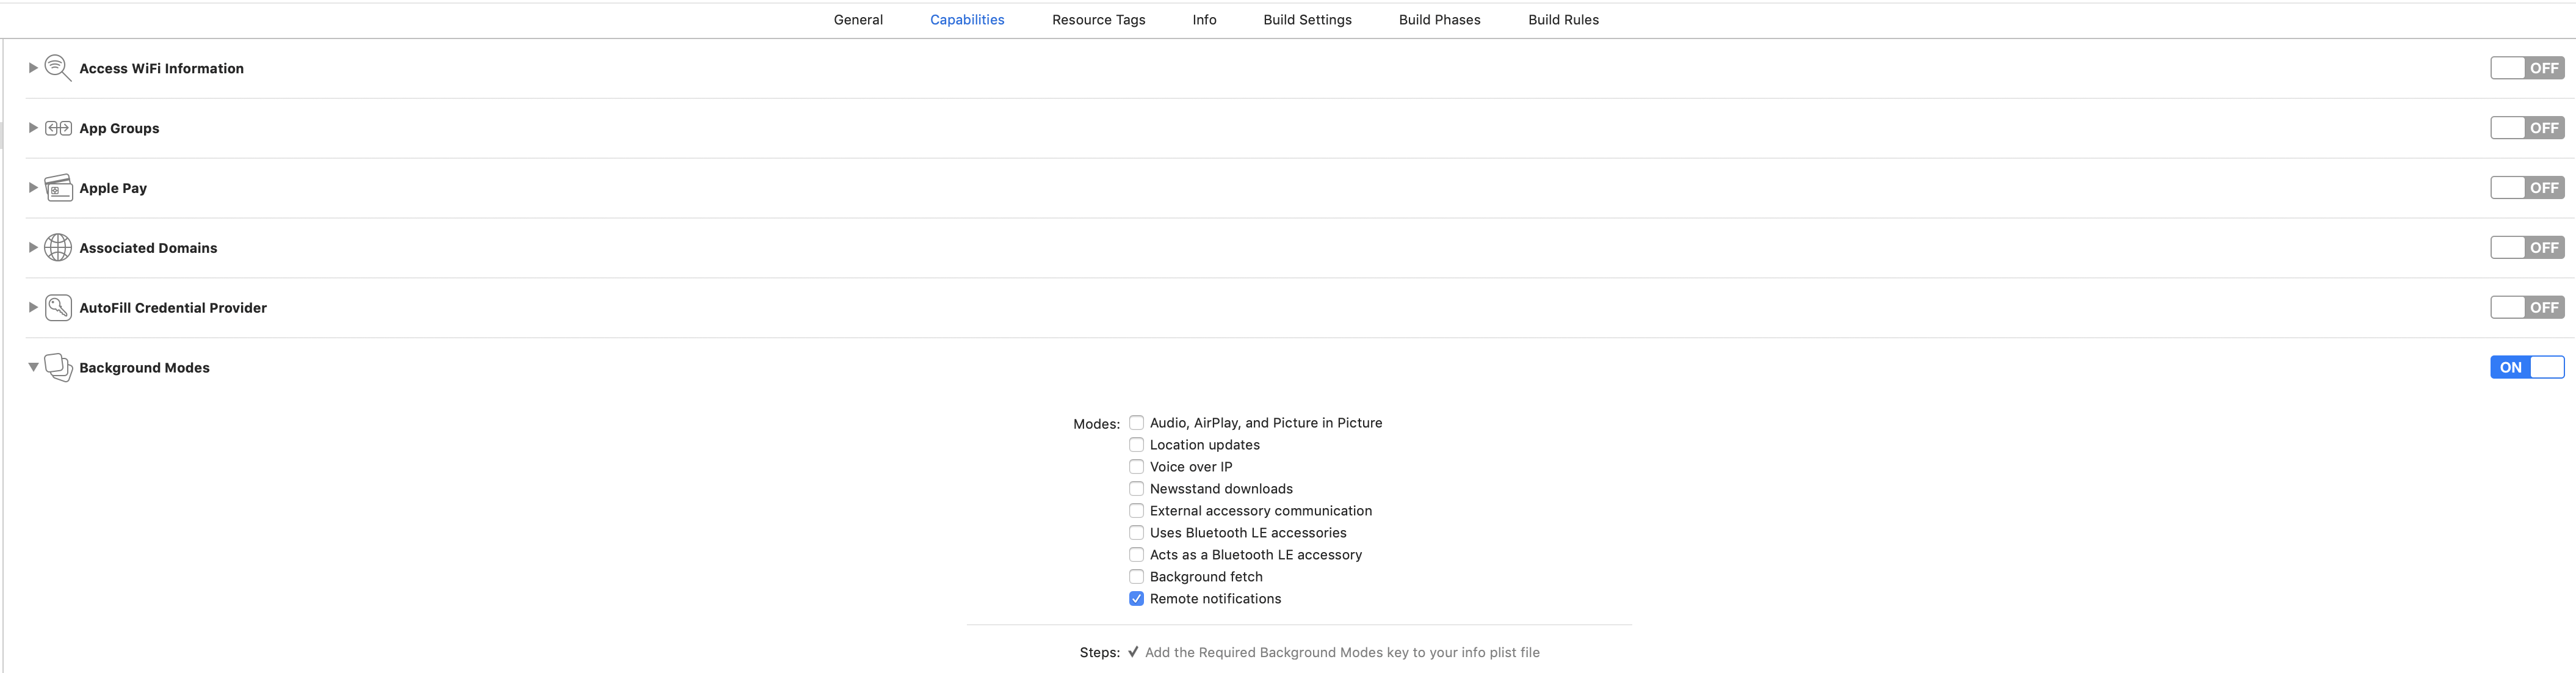 General Capabilities Resource Tags Info Build Settings Build Phases Build Rules
Access WiFi Information OFF
App Groups OFF
Apple Pay OFF
Associated Domains OFF
AutoFill Credential Provider OFF
Background Modes ON
Modes: Audio, AirPlay, and Picture in Picture
Location updates
Voice over IP
Newsstand downloads
External accessory communication
Uses Bluetooth LE accessories
Acts as a Bluetooth LE accessory
Background fetch
Remote notifications
Steps: ✓ Add the Required Background Modes key to your info plist file